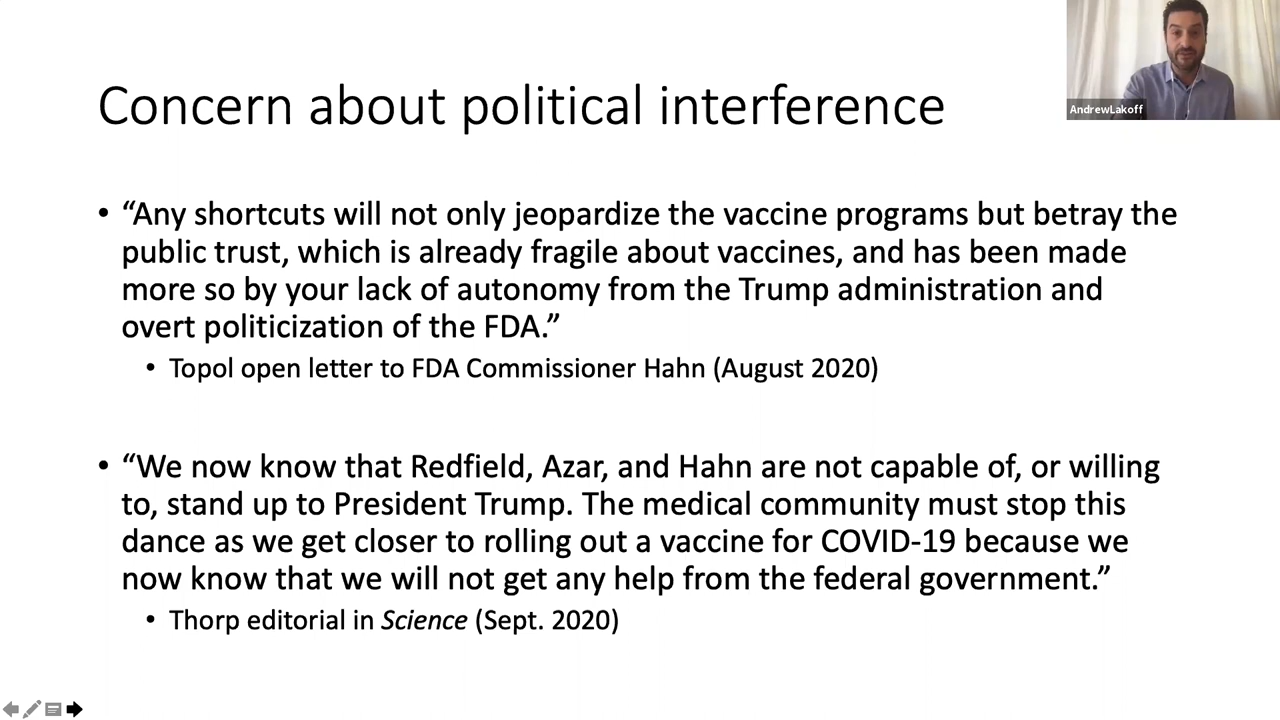 AndrewLakoff
Concern about political interference
• “Any shortcuts will not only jeopardize the vaccine programs but betray the
public trust, which is already fragile about vaccines, and has been made
more so by your lack of autonomy from the Trump administration and
overt politicization of the FDA.”
• Topol open letter to FDA Commissioner Hahn (August 2020)
• “We now know that Redfield, Azar, and Hahn are not capable of, or willing
to, stand up to President Trump. The medical community must stop this
dance as we get closer to rolling out a vaccine for COVID-19 because we
now know that we will not get any help from the federal government.”
• Thorp editorial in Science (Sept. 2020)